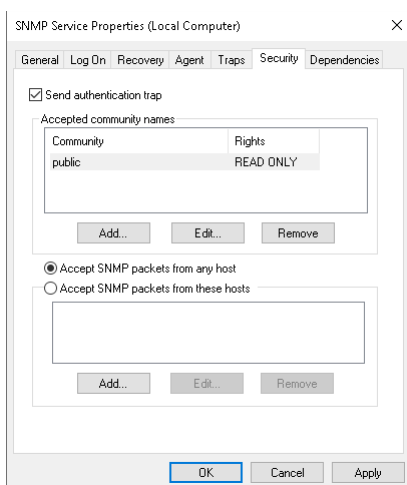 SNMP Service Properties (Local Computer)
General Log On Recovery Agent Traps Security Dependencies
Send authentication trap
Accepted community names
Community Rights
public READ ONLY
Add... Edit... Remove
Accept SNMP packets from any host
Accept SNMP packets from these hosts
Add... Edit... Remove
OK Cancel Apply